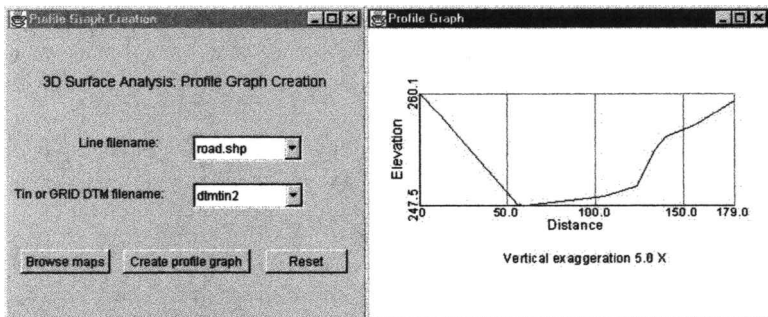 Profile Graph Creation
3D Surface Analysis: Profile Graph Creation
Line filename:
road.shp
Tin or GRID DTM filename:
dtmtin2
Browse maps
Create profile graph
Reset
Profile Graph
260.1
Elevation
247.5
50.0
100.0
150.0
179.0
Distance
Vertical exaggeration 5.0 X